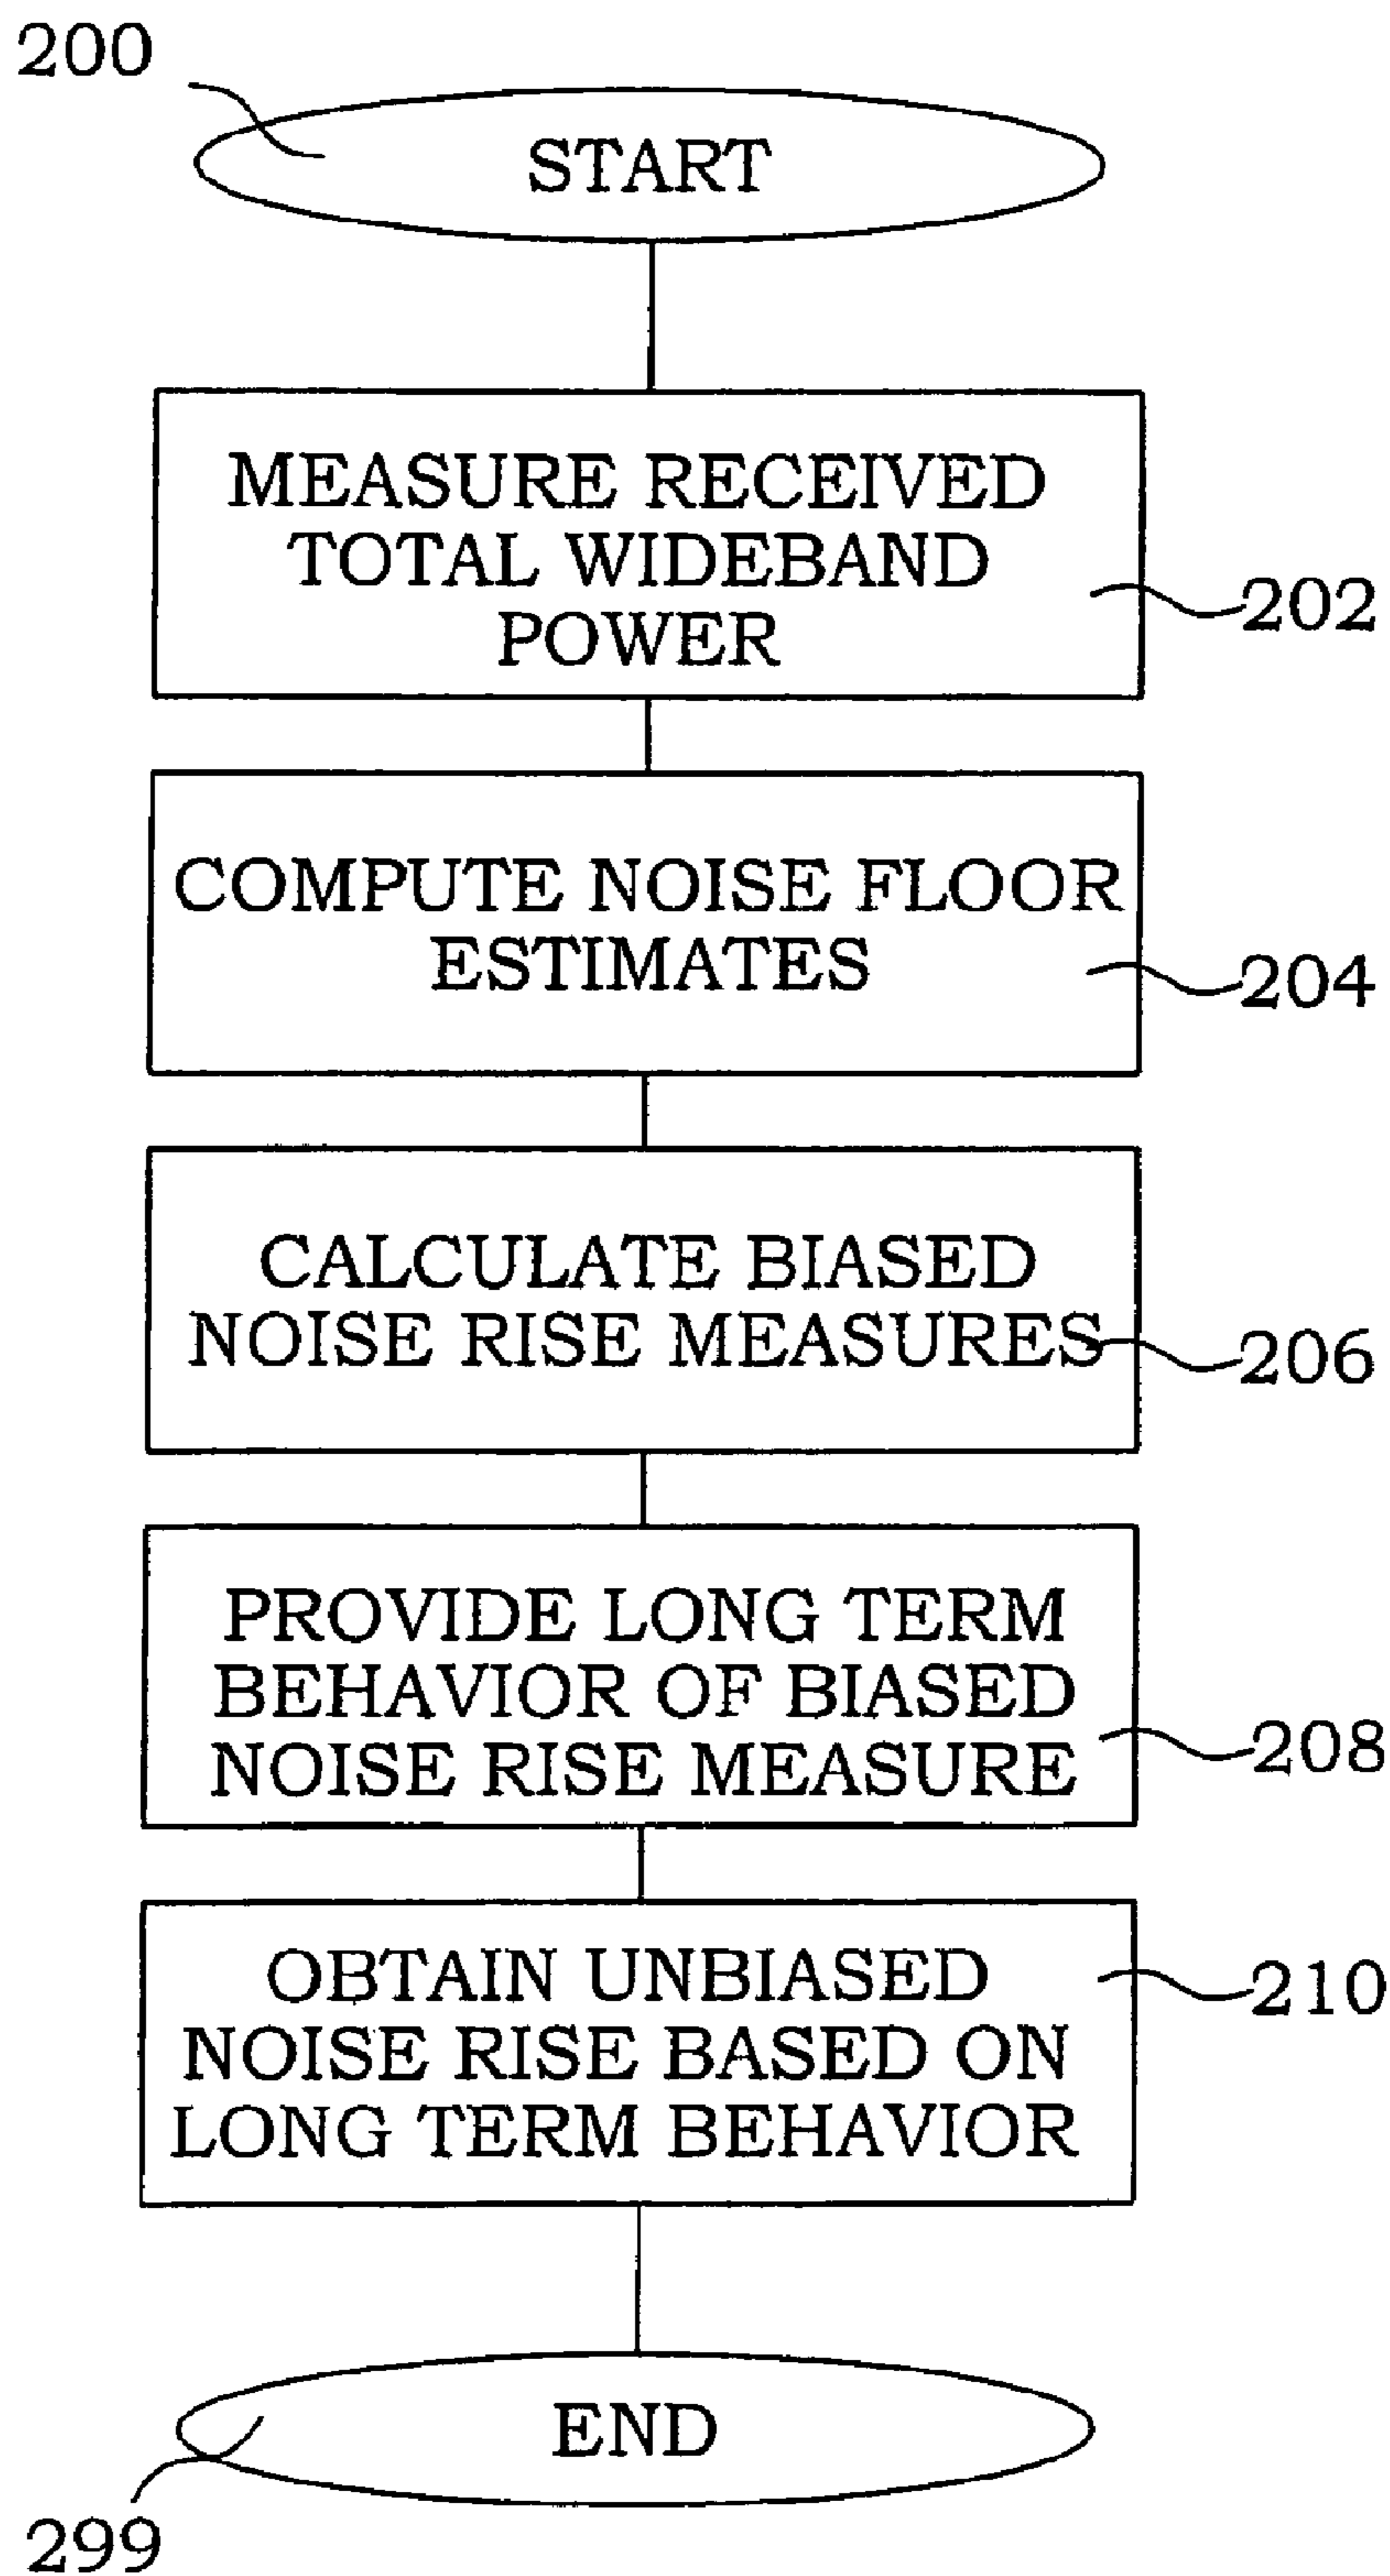 200
START
MEASURE RECEIVED
TOTAL WIDEBAND
POWER
202
COMPUTE NOISE FLOOR
ESTIMATES
204
CALCULATE BIASED
NOISE RISE MEASURES
206
PROVIDE LONG TERM
BEHAVIOR OF BIASED
NOISE RISE MEASURE
208
OBTAIN UNBIASED
NOISE RISE BASED ON
LONG TERM BEHAVIOR
210
END
299